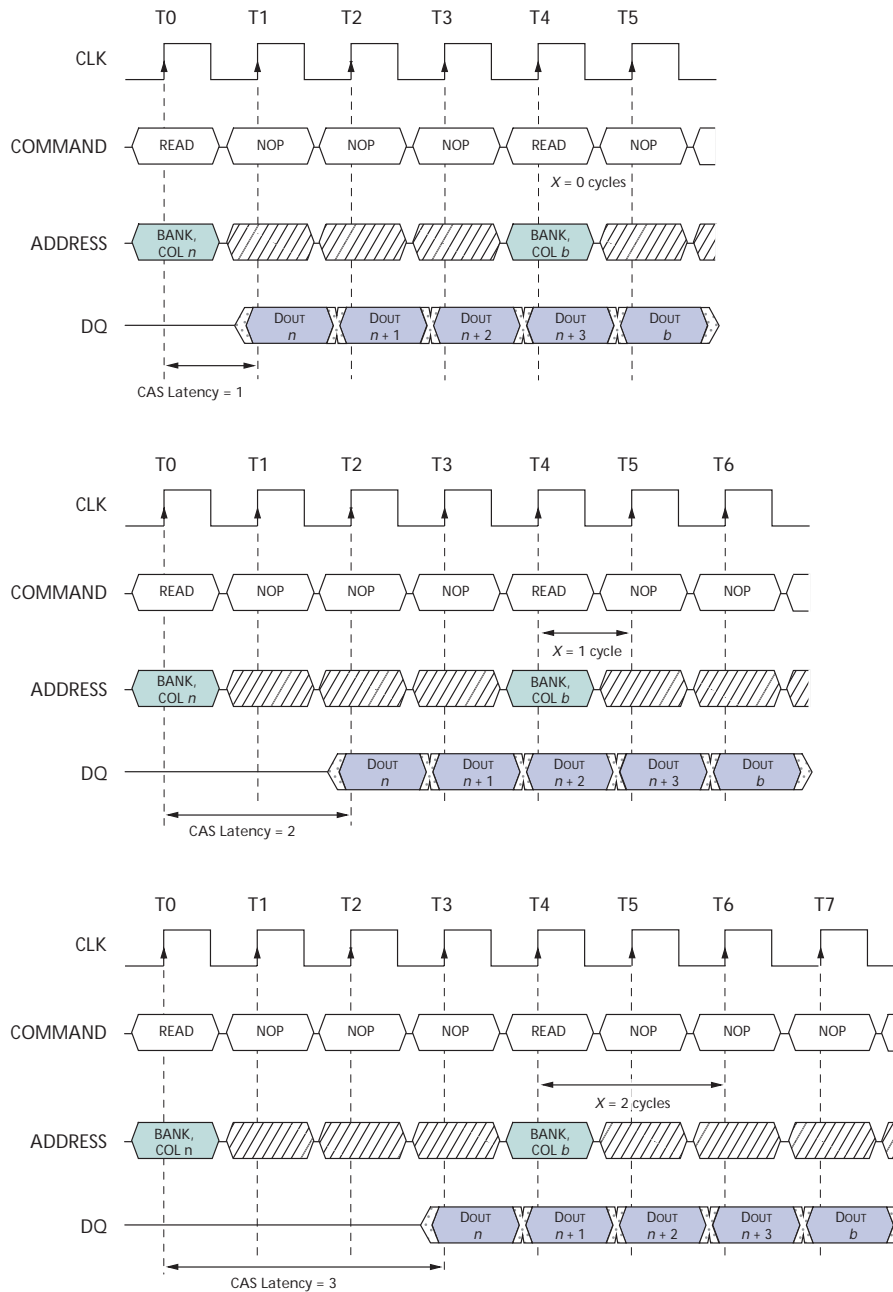 T0 T1 T2 T3 T4 T5
CLK
COMMAND READ NOP NOP NOP READ NOP
X = 0 cycles
ADDRESS BANK, COL n BANK, COL b
DQ DOUT n DOUT n + 1 DOUT n + 2 DOUT n + 3 DOUT b
CAS Latency = 1
T0 T1 T2 T3 T4 T5 T6
CLK
COMMAND READ NOP NOP NOP READ NOP NOP
X = 1 cycle
ADDRESS BANK, COL n BANK, COL b
DQ DOUT n DOUT n + 1 DOUT n + 2 DOUT n + 3 DOUT b
CAS Latency = 2
T0 T1 T2 T3 T4 T5 T6 T7
CLK
COMMAND READ NOP NOP NOP READ NOP NOP NOP
X = 2 cycles
ADDRESS BANK, COL n BANK, COL b
DQ DOUT n DOUT n + 1 DOUT n + 2 DOUT n + 3 DOUT b
CAS Latency = 3